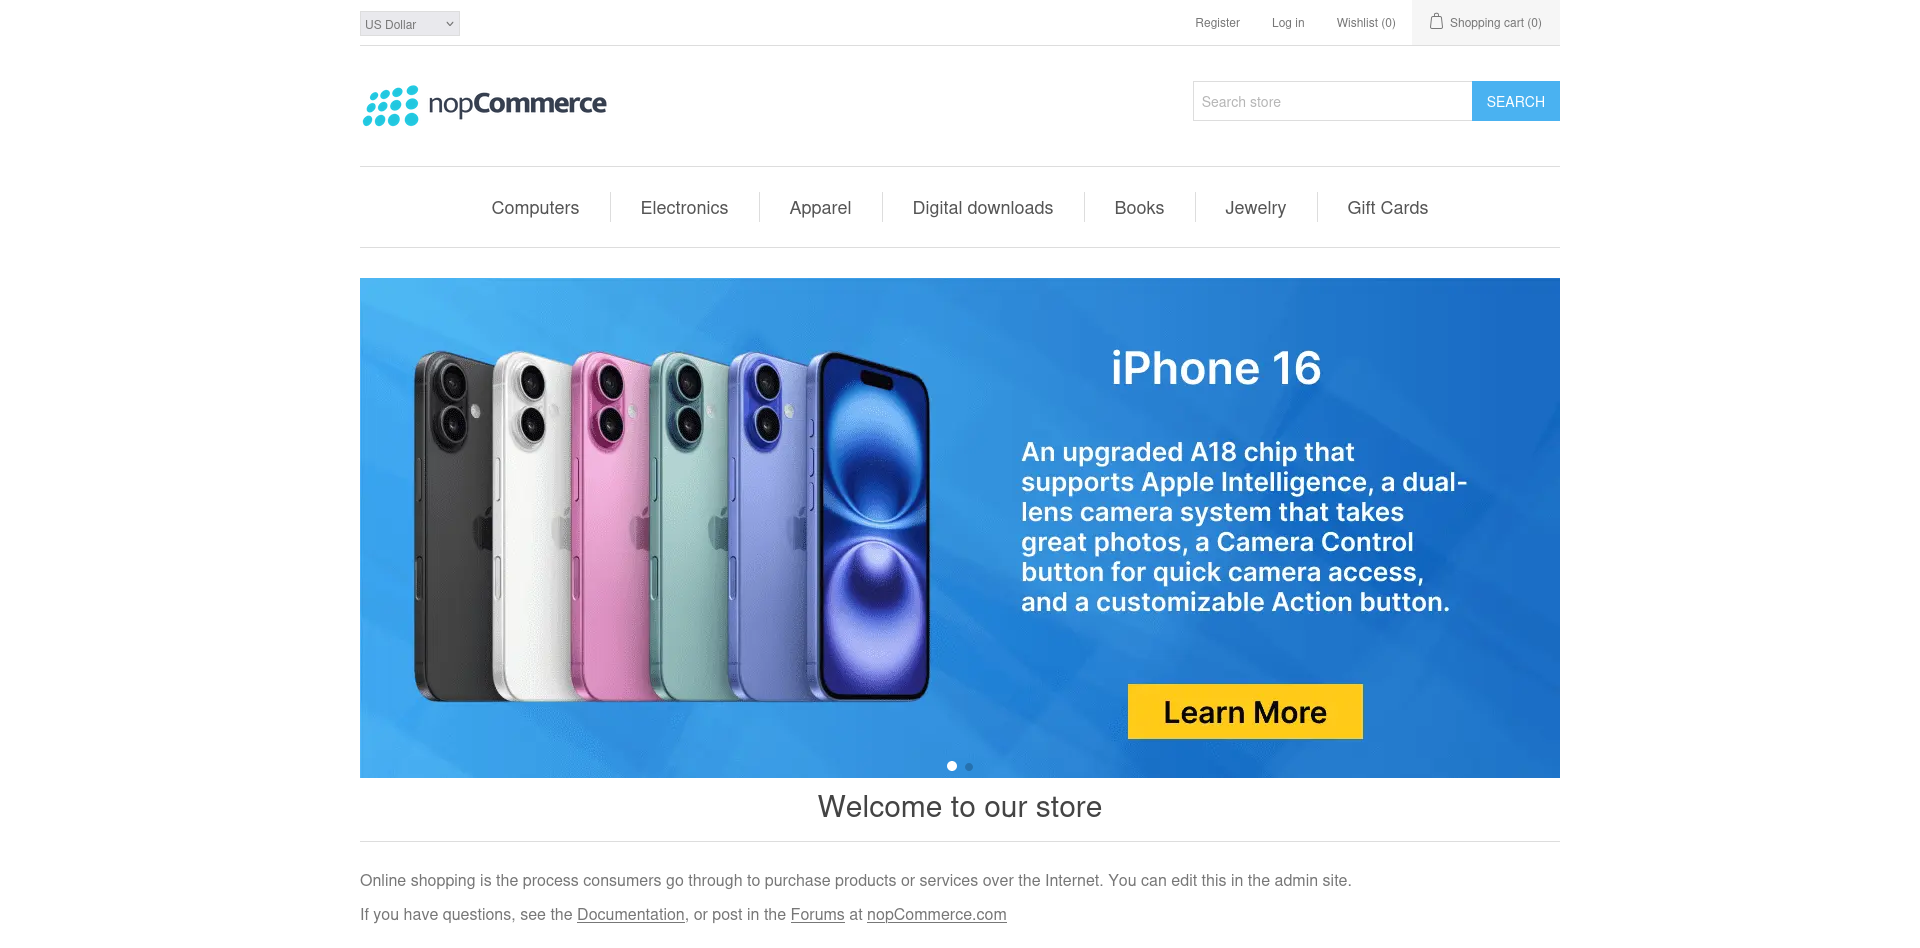 US Dollar
Register
Log in
Wishlist (0)
Shopping cart (0)
nopCommerce
Search store
SEARCH
Computers
Electronics
Apparel
Digital downloads
Books
Jewelry
Gift Cards
iPhone 16
An upgraded A18 chip that
supports Apple Intelligence, a dual-
lens camera system that takes
great photos, a Camera Control
button for quick camera access,
and a customizable Action button.
Learn More
Welcome to our store
Online shopping is the process consumers go through to purchase products or services over the Internet. You can edit this in the admin site.
If you have questions, see the Documentation, or post in the Forums at nopCommerce.com